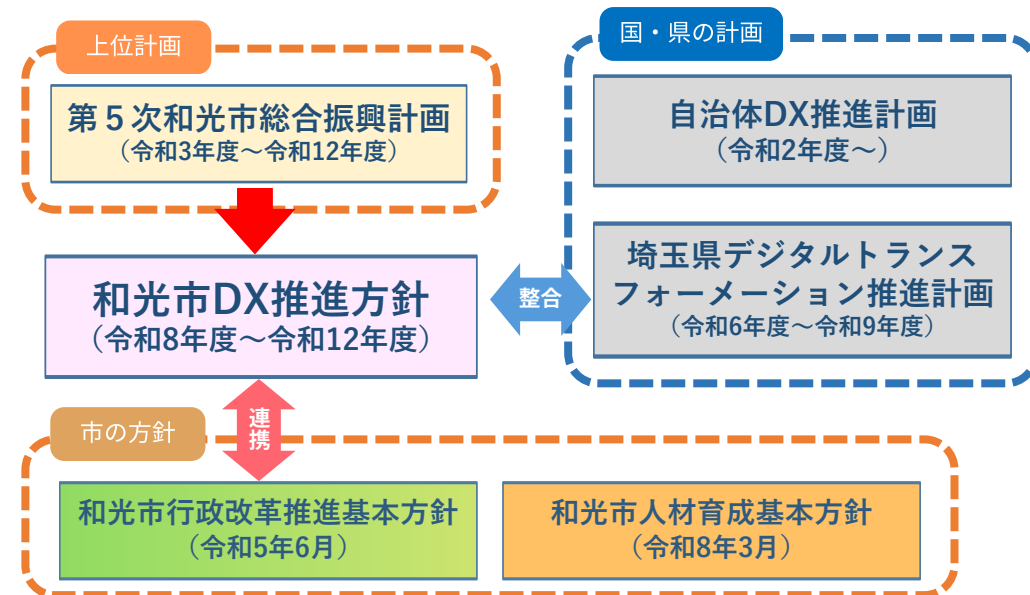 上位計画
第５次和光市総合振興計画
（令和3年度～令和12年度）
国・県の計画
自治体DX推進計画
（令和2年度～）
埼玉県デジタルトランス
フォーメーション推進計画
（令和6年度～令和9年度）
和光市DX推進方針
（令和8年度～令和12年度）
整合
連携
市の方針
和光市行政改革推進基本方針
（令和5年6月）
和光市人材育成基本方針
（令和8年3月）